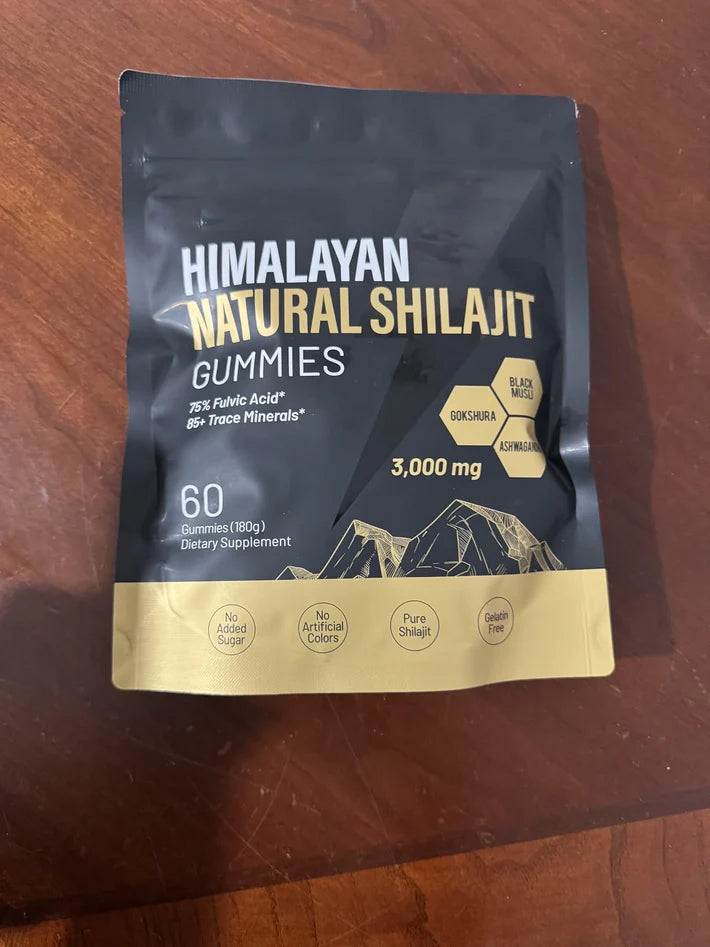 HIMALAYAN
NATURAL SHILAJIT
GUMMIES
75% Fulvic Acid*
85+ Trace Minerals*
BLACK
MUSLI
GOKSHURA
3,000 mg
60
Gummies (180g)
Dietary Supplement
No
Added
Sugar
No
Artificial
Colors
Pure
Shilajit
Gelatin
Free